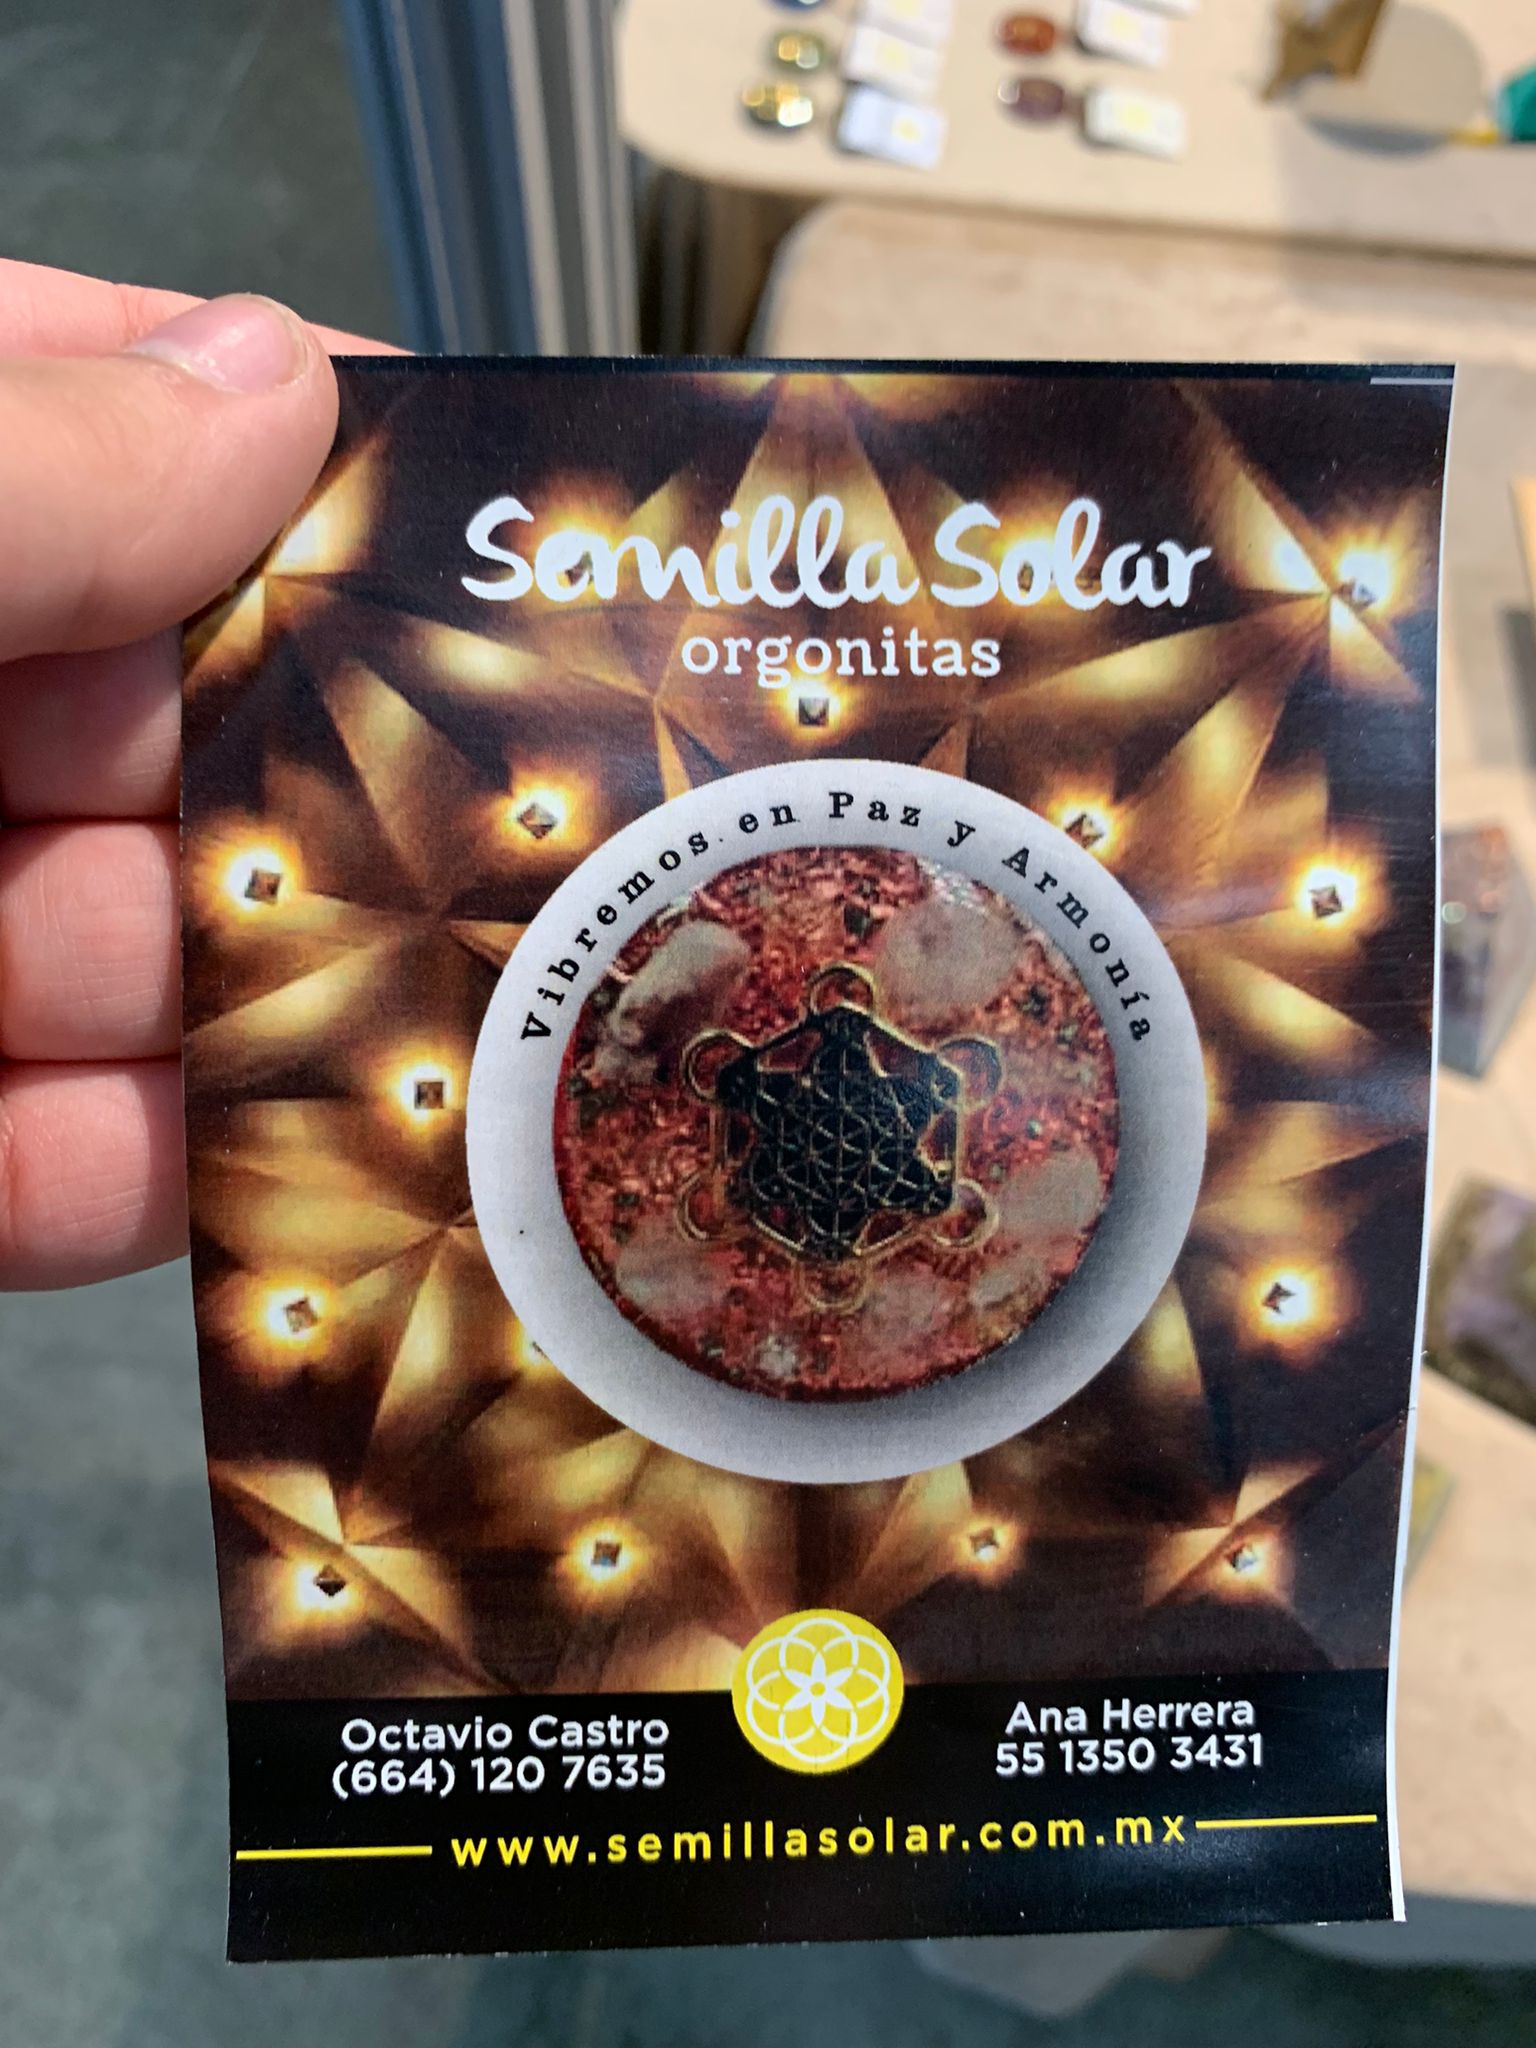 Semilla Solar
orgonitas
Vibremos en Paz y Armonía
Octavio Castro
(664) 120 7635
Ana Herrera
55 1350 3431
www.semillasolar.com.mx